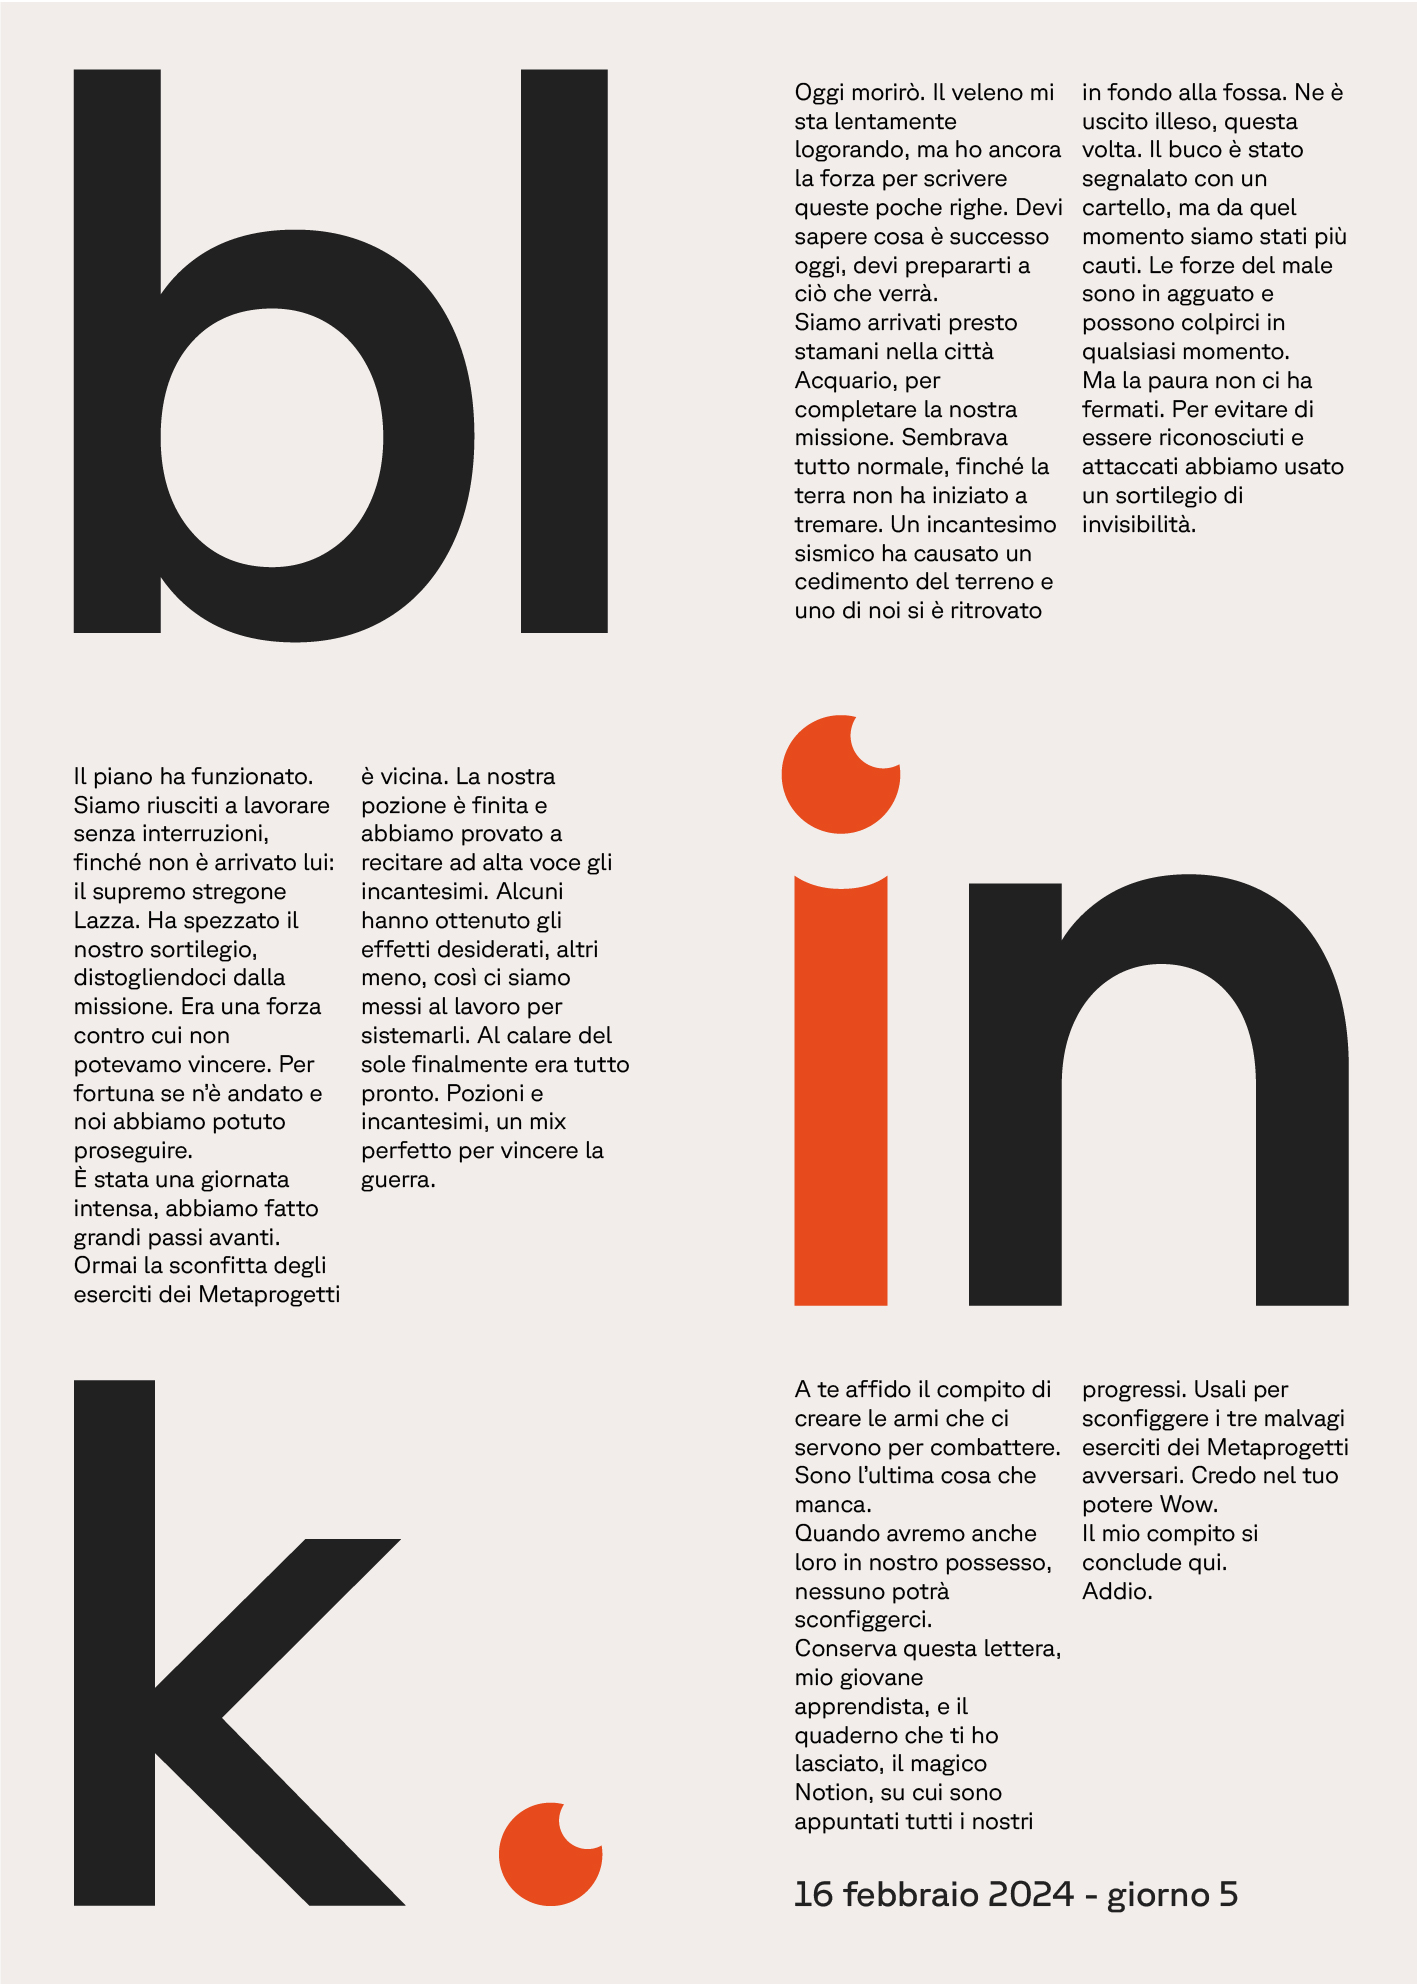 bl
Oggi morirò. Il veleno mi
sta lentamente
logorando, ma ho ancora
la forza per scrivere
queste poche righe. Devi
sapere cosa è successo
oggi, devi prepararti a
ciò che verrà.
Siamo arrivati presto
stamani nella città
Acquario, per
completare la nostra
missione. Sembrava
tutto normale, finché la
terra non ha iniziato a
tremare. Un incantesimo
sismico ha causato un
cedimento del terreno e
uno di noi si è ritrovato
in fondo alla fossa. Ne è
uscito illeso, questa
volta. Il buco è stato
segnalato con un
cartello, ma da quel
momento siamo stati più
cauti. Le forze del male
sono in agguato e
possono colpirci in
qualsiasi momento.
Ma la paura non ci ha
fermati. Per evitare di
essere riconosciuti e
attaccati abbiamo usato
un sortilegio di
invisibilità.
Il piano ha funzionato.
Siamo riusciti a lavorare
senza interruzioni,
finché non è arrivato lui:
il supremo stregone
Lazza. Ha spezzato il
nostro sortilegio,
distogliendoci dalla
missione. Era una forza
contro cui non
potevamo vincere. Per
fortuna se n’è andato e
noi abbiamo potuto
proseguire.
È stata una giornata
intensa, abbiamo fatto
grandi passi avanti.
Ormai la sconfitta degli
eserciti dei Metaprogetti
è vicina. La nostra
pozione è finita e
abbiamo provato a
recitare ad alta voce gli
incantesimi. Alcuni
hanno ottenuto gli
effetti desiderati, altri
meno, così ci siamo
messi al lavoro per
sistemarli. Al calare del
sole finalmente era tutto
pronto. Pozioni e
incantesimi, un mix
perfetto per vincere la
guerra.
in
k.
A te affido il compito di
creare le armi che ci
servono per combattere.
Sono l’ultima cosa che
manca.
Quando avremo anche
loro in nostro possesso,
nessuno potrà
sconfiggerci.
Conserva questa lettera,
mio giovane
apprendista, e il
quaderno che ti ho
lasciato, il magico
Notion, su cui sono
appuntati tutti i nostri
progressi. Usali per
sconfiggere i tre malvagi
eserciti dei Metaprogetti
avversari. Credo nel tuo
potere Wow.
Il mio compito si
conclude qui.
Addio.
16 febbraio 2024 - giorno 5